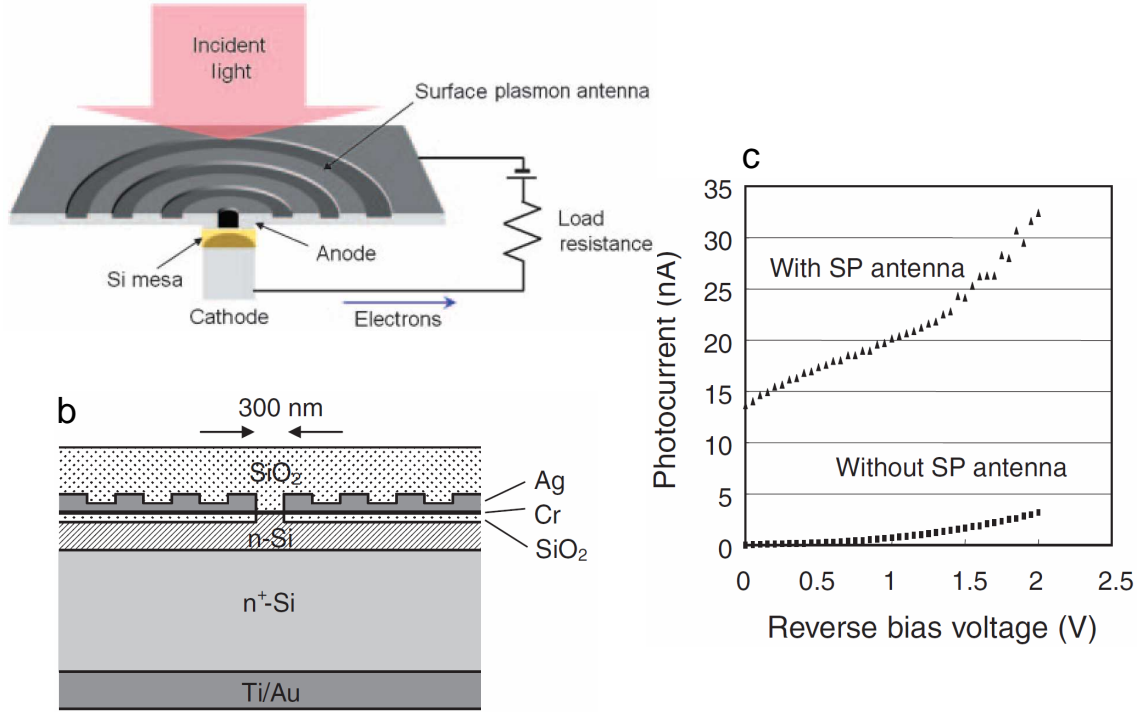 Incident
light
Surface plasmon antenna
Load
resistance
Anode
Si mesa
Cathode
Electrons
b
300 nm
SiO₂
Ag
Cr
SiO₂
n-Si
n⁺-Si
Ti/Au
c
35
30
25
20
15
10
5
0
Photocurrent (nA)
With SP antenna
Without SP antenna
0 0.5 1 1.5 2 2.5
Reverse bias voltage (V)